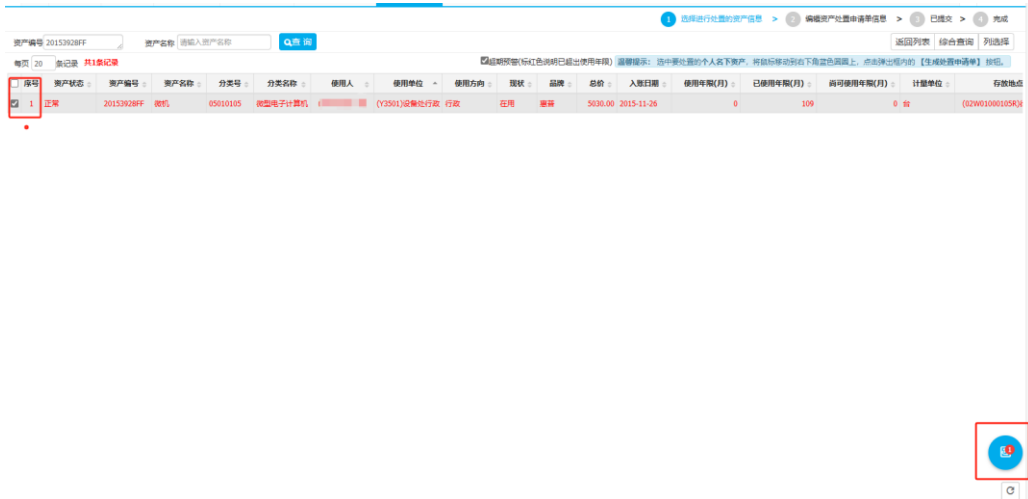 1 选择进行处置的资产信息 > 2 编辑资产处置申请单信息 > 3 已提交 > 4 完成
资产编号 20153928FF 资产名称 请输入资产名称 查 询 返回列表 综合查询 列选择
每页 20 条记录 共1条记录 超期预警(标红色说明已超出使用年限) 温馨提示: 选中要处置的个人名下资产, 将鼠标移动到右下角蓝色圆圈上, 点击弹出框内的【生成处置申请单】按钮。
序号 资产状态 资产编号 资产名称 分类号 分类名称 使用人 使用单位 使用方向 现状 品牌 总价 入账日期 使用年限(月) 已使用年限(月) 尚可使用年限(月) 计量单位 存放地点
1 正常 20153928FF 微机 05010105 微型电子计算机 (Y3501)设备处行政 行政 在用 惠普 5030.00 2015-11-26 0 109 0 台 (02W01000105R)
1